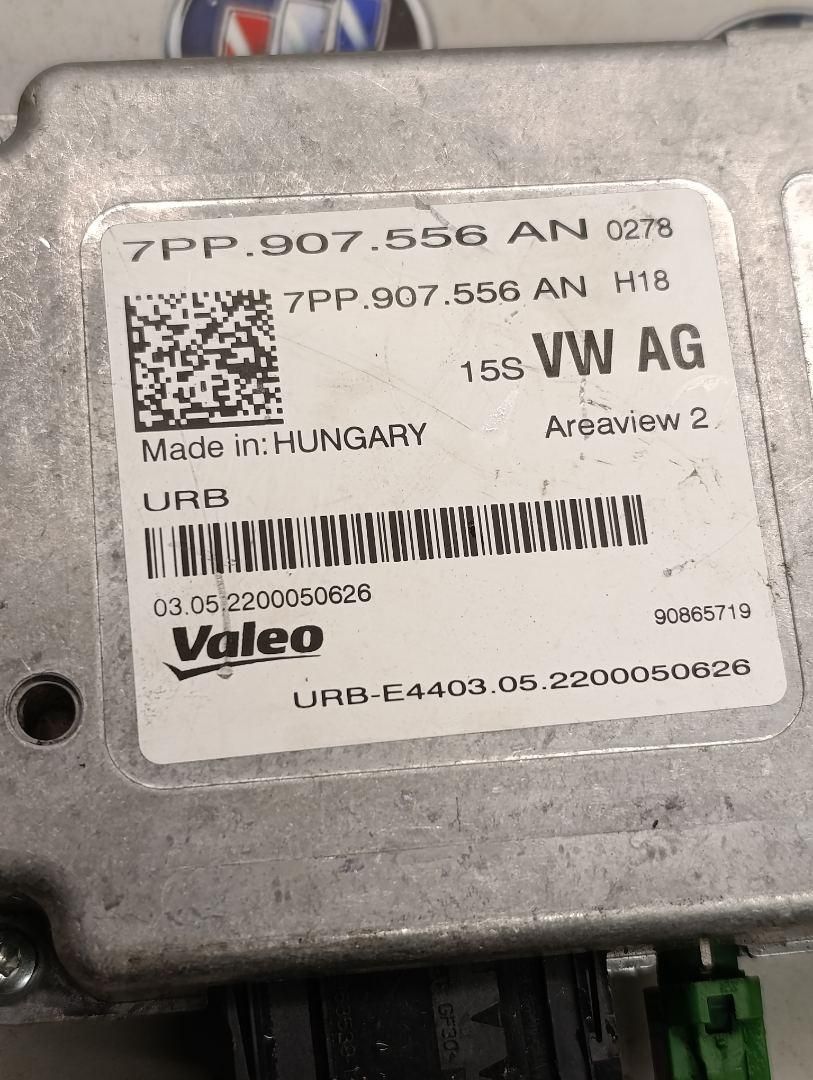 7PP.907.556 AN 0278
7PP.907.556 AN H18
15S VW AG
Made in: HUNGARY Areaview 2
URB
03.05.2200050626
90865719
Valeo
URB-E4403.05.2200050626
GF30